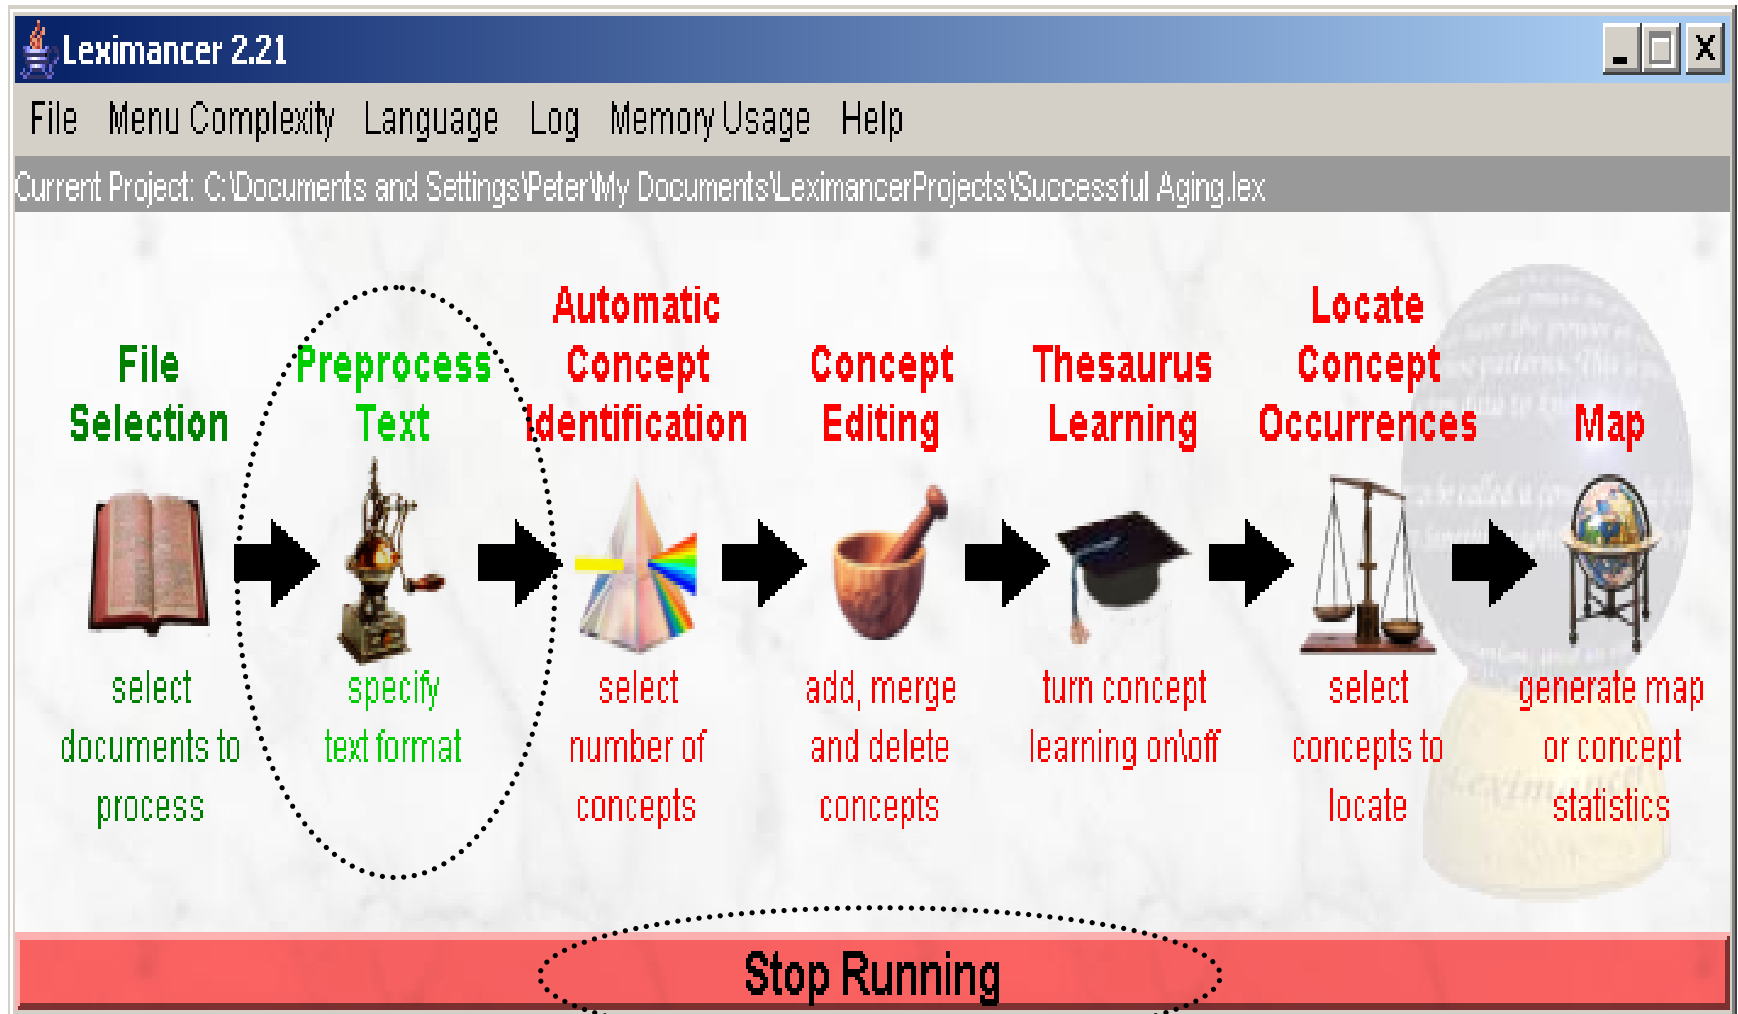 Leximancer 2.21
File Menu Complexity Language Log Memory Usage Help
Current Project: C:\Documents and Settings\Peter\My Documents\LeximancerProjects\Successful Aging.lex
File
Selection
Preprocess
Text
Automatic
Concept
Identification
Concept
Editing
Thesaurus
Learning
Locate
Concept
Occurrences
Map
select
documents to
process
specify
text format
select
number of
concepts
add, merge
and delete
concepts
turn concept
learning on\off
select
concepts to
locate
generate map
or concept
statistics
Stop Running